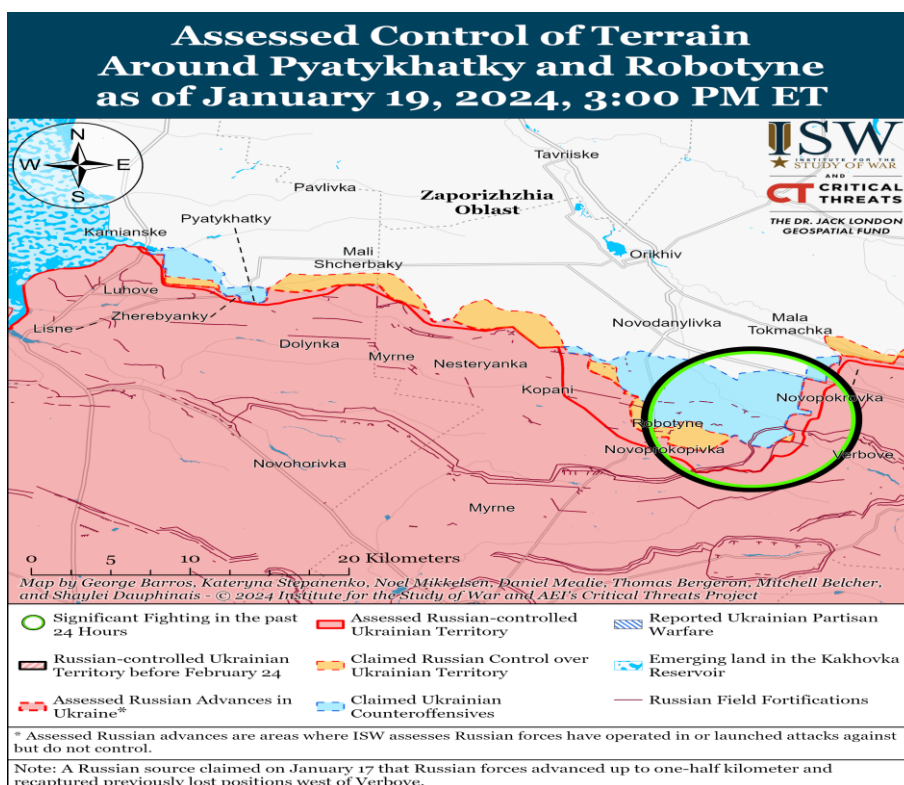 Assessed Control of Terrain
Around Pyatykhatky and Robotyne
as of January 19, 2024, 3:00 PM ET
N
W
E
S
ISW
INSTITUTE FOR THE
STUDY OF WAR
AND
CT CRITICAL
THREATS
THE DR. JACK LONDON
GEOSPATIAL FUND
Tavriiske
Pavlivka
Zaporizhzhia
Oblast
Pyatykhatky
Kamianske
Mali
Shcherbaky
Orikhiv
Luhove
Zherebyanky
Lisne
Novodanylivka
Mala
Tokmachka
Dolynka
Myrne
Nesteryanka
Kopani
Novopokrovka
Robotyne
Novoprokopivka
Verbove
Novohorivka
Myrne
0 5 10 20 Kilometers
Map by George Barros, Kateryna Stepanenko, Noel Mikkelsen, Daniel Mealie, Thomas Bergeron, Mitchell Belcher,
and Shaylei Dauphinais - © 2024 Institute for the Study of War and AEI's Critical Threats Project
Significant Fighting in the past
24 Hours
Assessed Russian-controlled
Ukrainian Territory
Reported Ukrainian Partisan
Warfare
Russian-controlled Ukrainian
Territory before February 24
Claimed Russian Control over
Ukrainian Territory
Emerging land in the Kakhovka
Reservoir
Assessed Russian Advances in
Ukraine*
Claimed Ukrainian
Counteroffensives
Russian Field Fortifications
* Assessed Russian advances are areas where ISW assesses Russian forces have operated in or launched attacks against
but do not control.
Note: A Russian source claimed on January 17 that Russian forces advanced up to one-half kilometer and
recaptured previously lost positions west of Verbove.